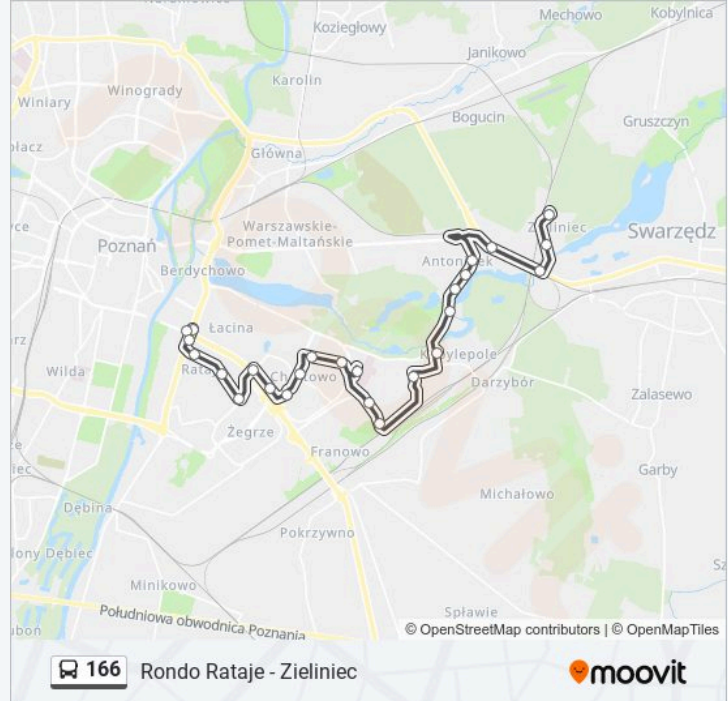 Mechowo
Kobylnica
Koziegłowy
Janikowo
Karolin
Winogrady
Winiary
Bogucin
Gruszczyn
Główna
Warszawskie-
Pomet-Maltańskie
Zieliniec
Swarzędz
Poznań
Antoninek
Berdychowo
Łacina
Wilda
Rataje
Chartowo
Kobylepole
Darzybór
Zalasewo
Żegrze
Franowo
Garby
Michałowo
Dębina
Pokrzywno
Minikowo
Spławie
Południowa obwodnica Poznania
© OpenStreetMap contributors | © OpenMapTiles
166 Rondo Rataje - Zieliniec
moovit